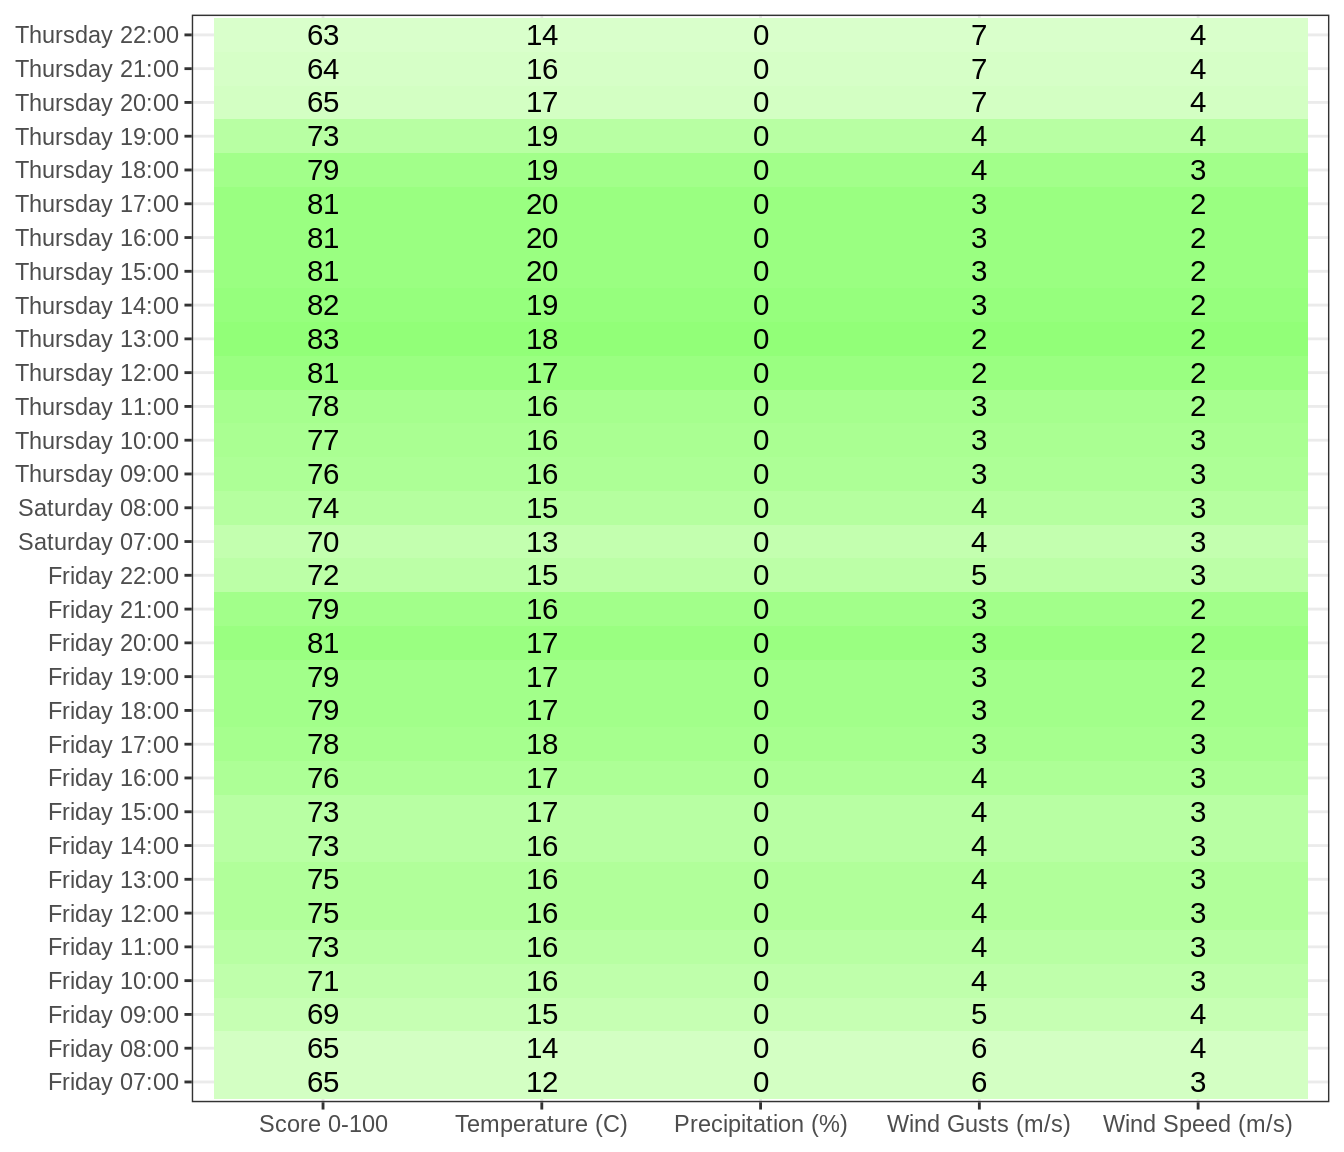 Thursday 22:00 63 14 0 7 4
Thursday 21:00 64 16 0 7 4
Thursday 20:00 65 17 0 7 4
Thursday 19:00 73 19 0 4 4
Thursday 18:00 79 19 0 4 3
Thursday 17:00 81 20 0 3 2
Thursday 16:00 81 20 0 3 2
Thursday 15:00 81 20 0 3 2
Thursday 14:00 82 19 0 3 2
Thursday 13:00 83 18 0 2 2
Thursday 12:00 81 17 0 2 2
Thursday 11:00 78 16 0 3 2
Thursday 10:00 77 16 0 3 3
Thursday 09:00 76 16 0 3 3
Saturday 08:00 74 15 0 4 3
Saturday 07:00 70 13 0 4 3
Friday 22:00 72 15 0 5 3
Friday 21:00 79 16 0 3 2
Friday 20:00 81 17 0 3 2
Friday 19:00 79 17 0 3 2
Friday 18:00 79 17 0 3 2
Friday 17:00 78 18 0 3 3
Friday 16:00 76 17 0 4 3
Friday 15:00 73 17 0 4 3
Friday 14:00 73 16 0 4 3
Friday 13:00 75 16 0 4 3
Friday 12:00 75 16 0 4 3
Friday 11:00 73 16 0 4 3
Friday 10:00 71 16 0 4 3
Friday 09:00 69 15 0 5 4
Friday 08:00 65 14 0 6 4
Friday 07:00 65 12 0 6 3
Score 0-100 Temperature (C) Precipitation (%) Wind Gusts (m/s) Wind Speed (m/s)